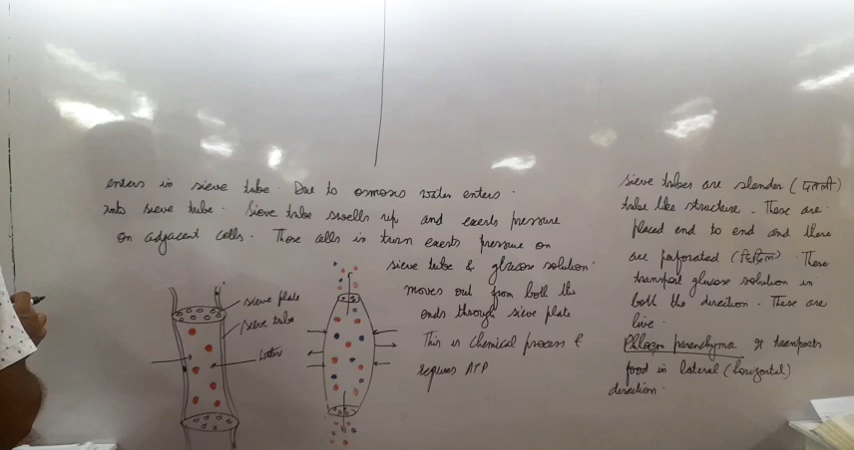 enters in sieve tube. Due to osmosis water enters.
into sieve tube. Sieve tube swells up and exerts pressure
on adjacent cells. These cells in turn exerts pressure on
sieve tube & glucose solution.
moves out from both the
ends through sieve plate
This is chemical process &
requires ATP
sieve plate
sieve tube
water
Sieve tubes are slender (पतली)
tube like structure. These are.
placed end to end and there
are perforated (छिद्रित). These
transport glucose solution in
both the direction. These are
live.
Phloem parenchyma It transports
food in lateral (horizontal)
direction.